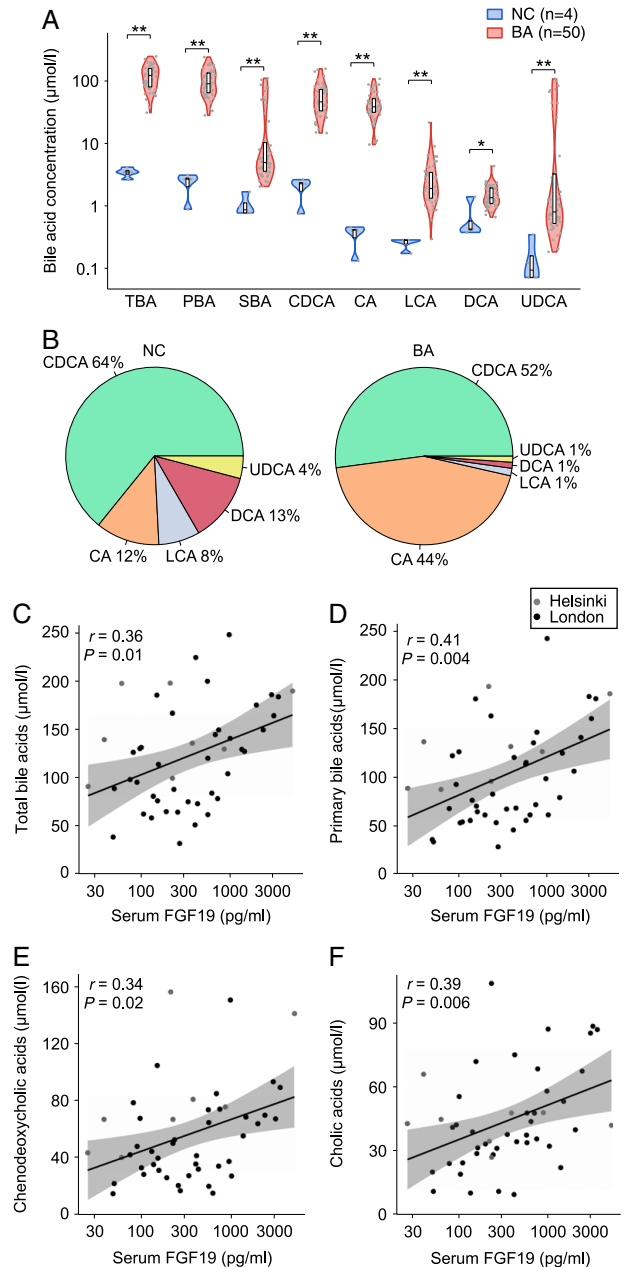 A
NC (n=4)
BA (n=50)
Bile acid concentration (μmol/l)
100
10
1
0.1
** ** ** ** ** ** * **
TBA PBA SBA CDCA CA LCA DCA UDCA
B
NC
CDCA 64%
UDCA 4%
DCA 13%
LCA 8%
CA 12%
BA
CDCA 52%
UDCA 1%
DCA 1%
LCA 1%
CA 44%
Helsinki
London
C
r = 0.36
P = 0.01
Total bile acids (μmol/l)
250
200
150
100
50
0
30 100 300 1000 3000
Serum FGF19 (pg/ml)
D
r = 0.41
P = 0.004
Primary bile acids(μmol/l)
250
200
150
100
50
0
30 100 300 1000 3000
Serum FGF19 (pg/ml)
E
r = 0.34
P = 0.02
Chenodeoxycholic acids (μmol(l)
160
120
80
40
0
30 100 300 1000 3000
Serum FGF19 (pg/ml)
F
r = 0.39
P = 0.006
Cholic acids (μmol/l)
90
60
30
0
30 100 300 1000 3000
Serum FGF19 (pg/ml)